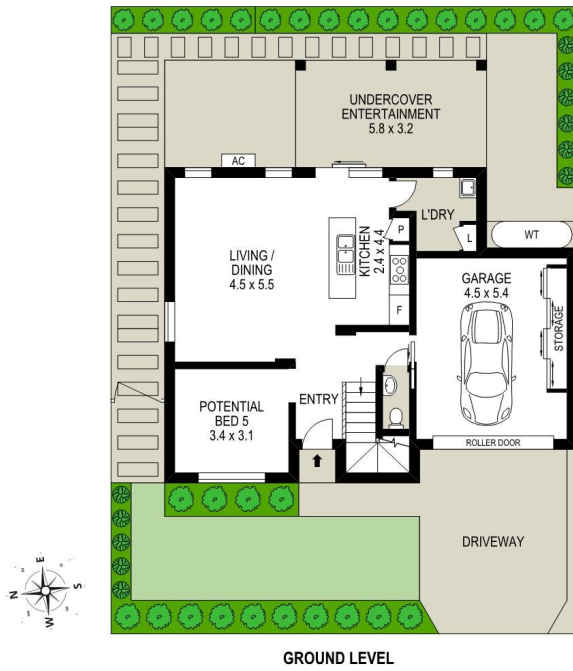 UNDERCOVER
ENTERTAINMENT
5.8 x 3.2
AC
L'DRY
P
L
WT
KITCHEN
2.4 x 4.4
LIVING /
DINING
4.5 x 5.5
F
GARAGE
4.5 x 5.4
STORAGE
ENTRY
POTENTIAL
BED 5
3.4 x 3.1
ROLLER DOOR
DRIVEWAY
N
E
S
W
GROUND LEVEL